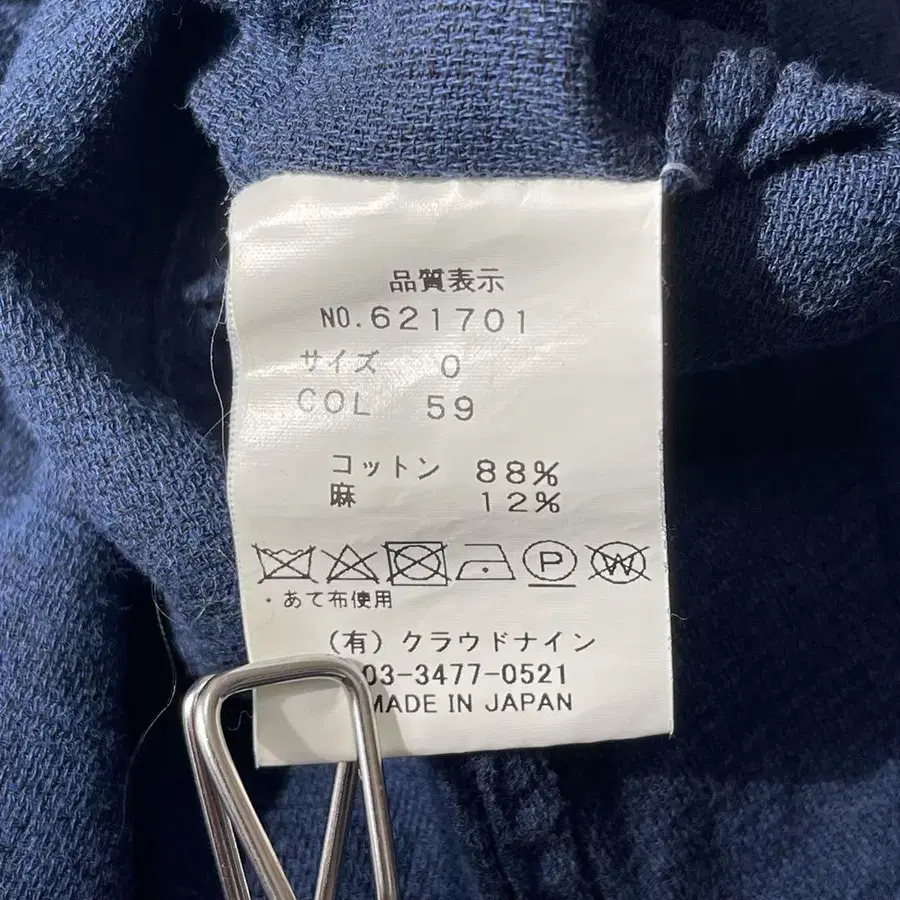 品質表示
NO.621701
サイズ 0
COL 59
コットン 88%
麻 12%
P W
・あて布使用
(有) クラウドナイン
03-3477-0521
MADE IN JAPAN